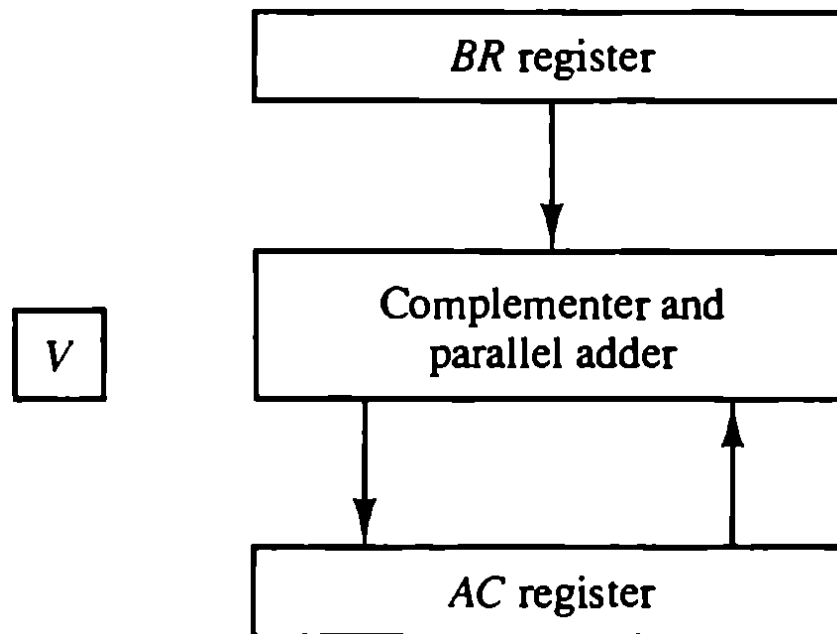 BR register
Complementer and
parallel adder
V
AC register